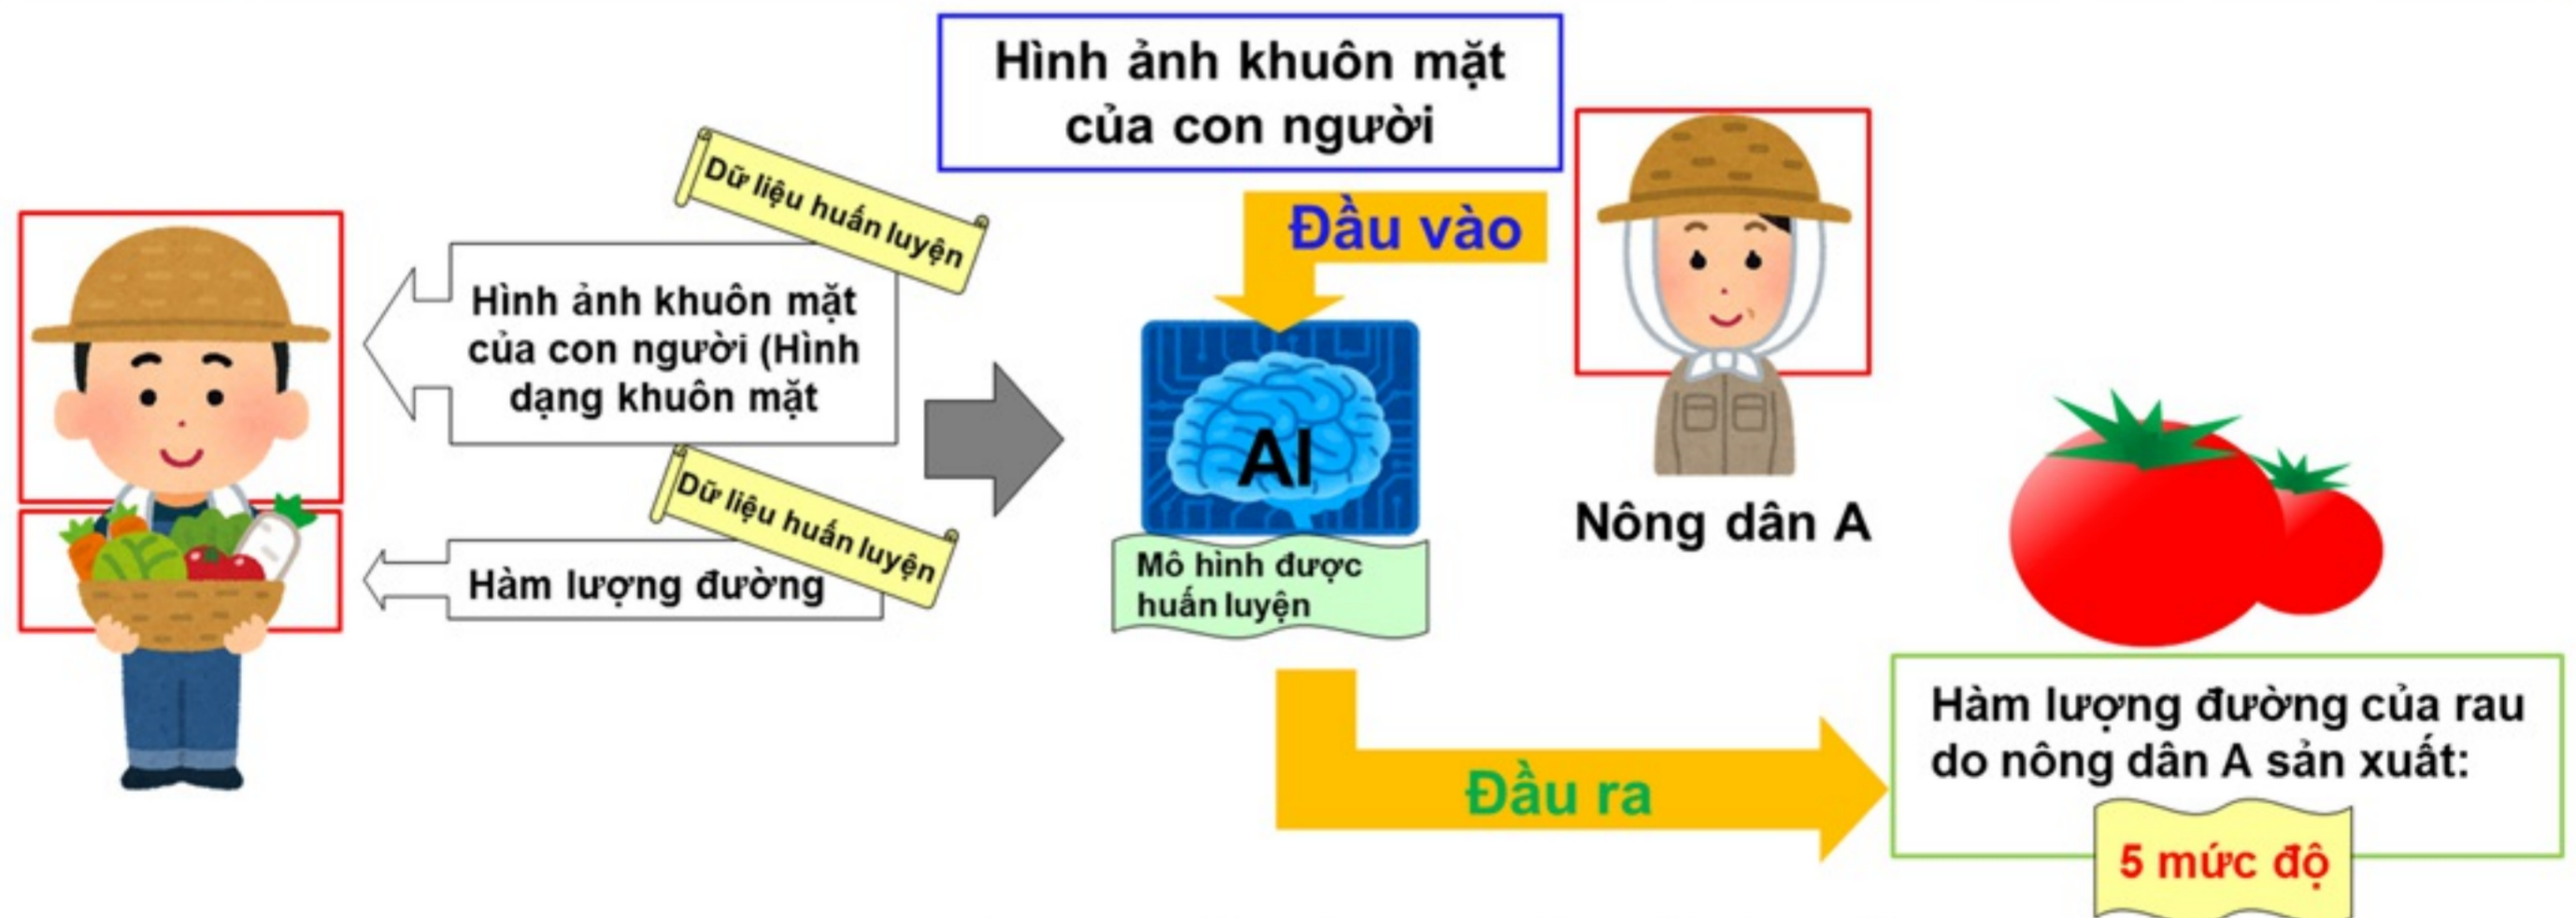 Hình ảnh khuôn mặt
của con người
Đầu vào
Dữ liệu huấn luyện
Hình ảnh khuôn mặt
của con người (Hình
dạng khuôn mặt
Dữ liệu huấn luyện
Hàm lượng đường
AI
Mô hình được
huấn luyện
Nông dân A
Đầu ra
Hàm lượng đường của rau
do nông dân A sản xuất:
5 mức độ